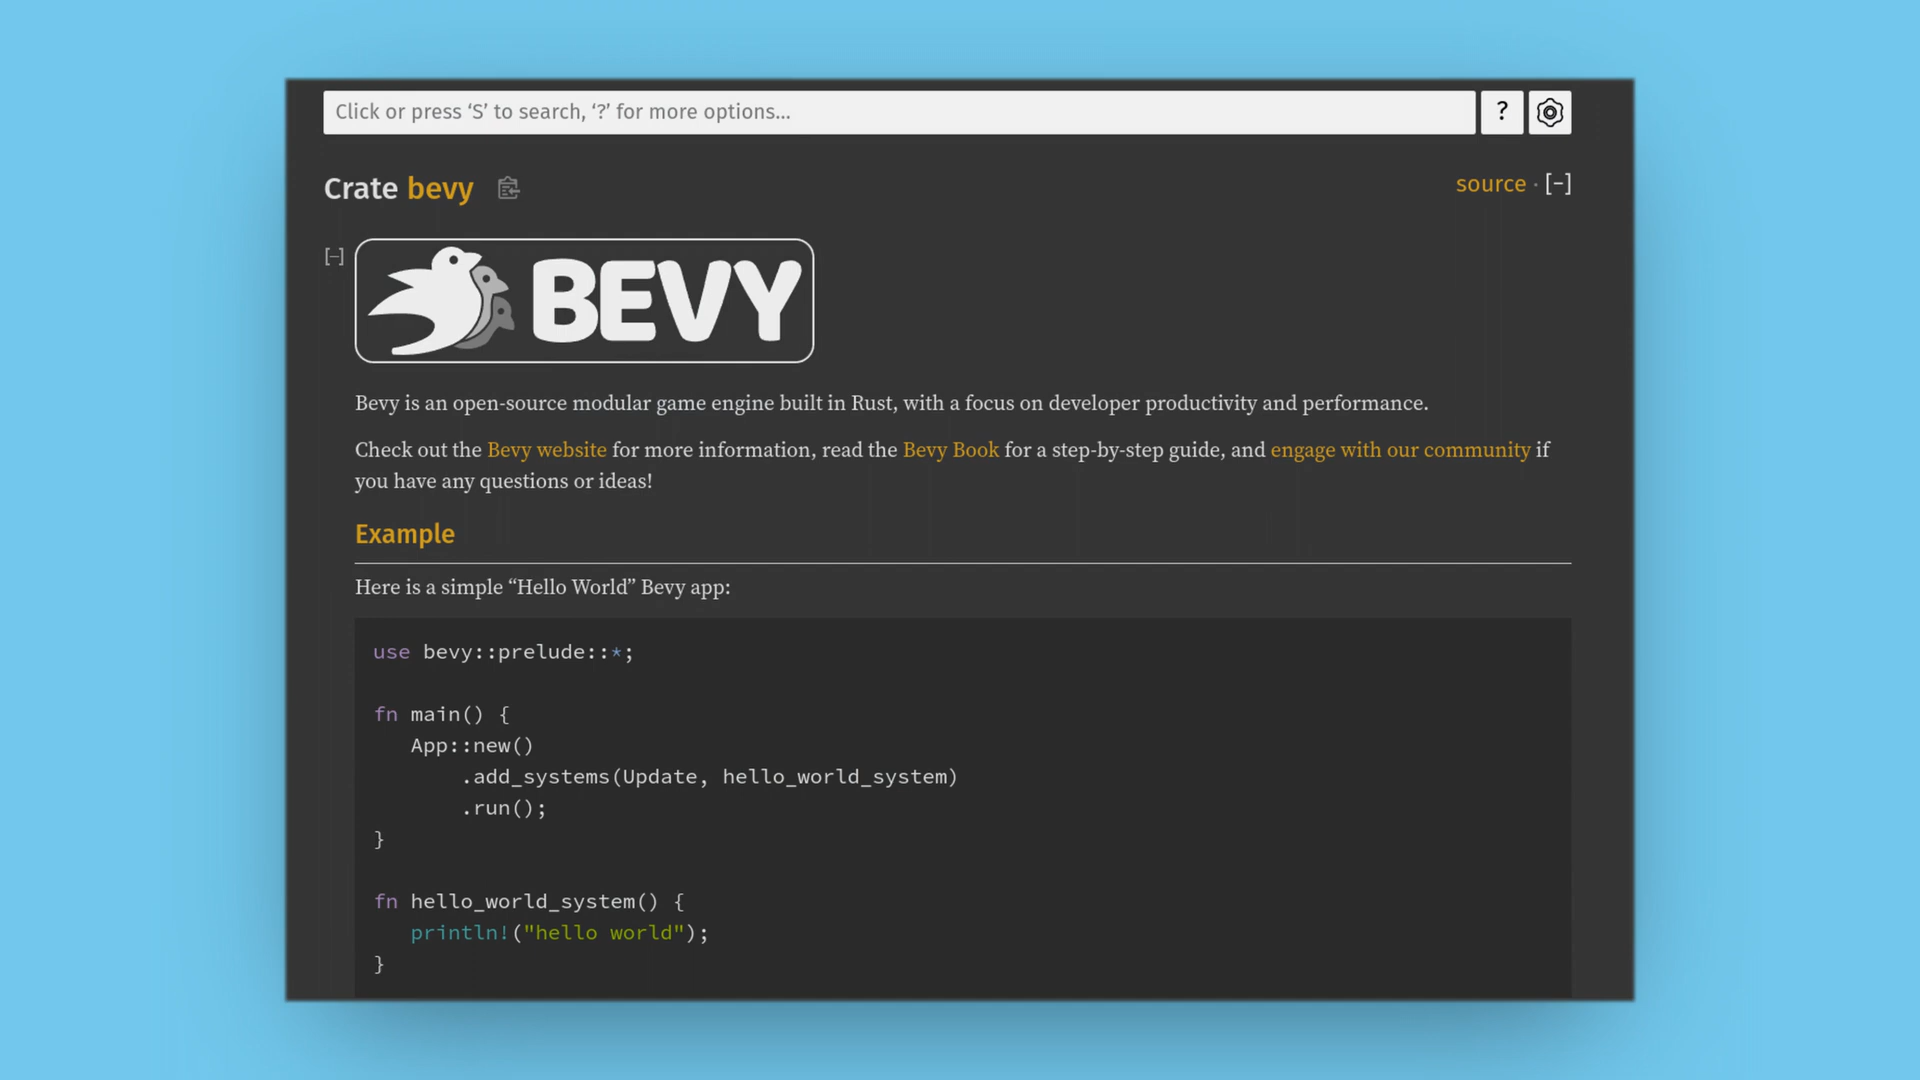 Click or press ‘S’ to search, ‘?’ for more options…
?
Crate bevy
source · [−]
[−]
BEVY
Bevy is an open-source modular game engine built in Rust, with a focus on developer productivity and performance.
Check out the Bevy website for more information, read the Bevy Book for a step-by-step guide, and engage with our community if
you have any questions or ideas!
Example
Here is a simple “Hello World” Bevy app:
use bevy::prelude::*;
fn main() {
   App::new()
       .add_systems(Update, hello_world_system)
       .run();
}
fn hello_world_system() {
   println!("hello world");
}